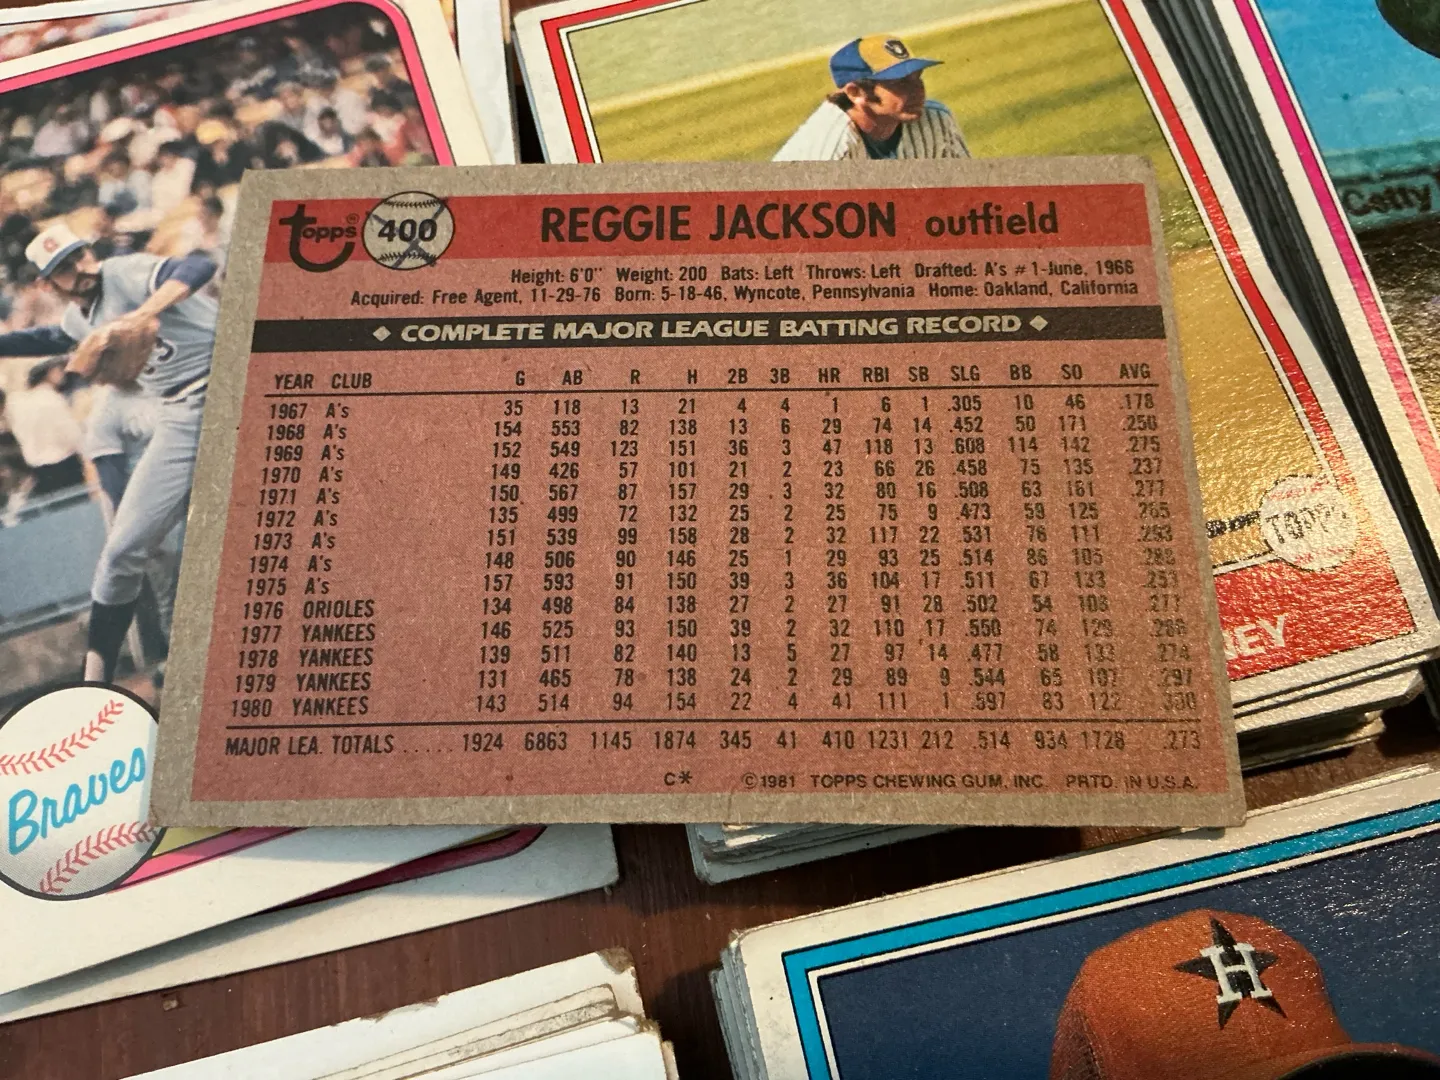 topps® 400 REGGIE JACKSON outfield
Height: 6'0" Weight: 200 Bats: Left Throws: Left Drafted: A's #1-June, 1966
Acquired: Free Agent, 11-29-76 Born: 5-18-46, Wyncote, Pennsylvania Home: Oakland, California
COMPLETE MAJOR LEAGUE BATTING RECORD
YEAR CLUB G AB R H 2B 3B HR RBI SB SLG BB SO AVG
1967 A's 35 118 13 21 4 4 1 6 1 .305 10 46 .178
1968 A's 154 553 82 138 13 6 29 74 14 .452 50 171 .250
1969 A's 152 549 123 151 36 3 47 118 13 .608 114 142 .275
1970 A's 149 426 57 101 21 2 23 66 26 .458 75 135 .237
1971 A's 150 567 87 157 29 3 32 80 16 .508 63 161 .277
1972 A's 135 499 72 132 25 2 25 75 9 .473 59 125 .265
1973 A's 151 539 99 158 28 2 32 117 22 .531 76 111 .293
1974 A's 148 506 90 146 25 1 29 93 25 .514 86 105 .288
1975 A's 157 593 91 150 39 3 36 104 17 .511 67 133 .253
1976 ORIOLES 134 498 84 138 27 2 27 91 28 .502 54 108 .277
1977 YANKEES 146 525 93 150 39 2 32 110 17 .550 74 129 .286
1978 YANKEES 139 511 82 140 13 5 27 97 14 .477 58 133 .274
1979 YANKEES 131 465 78 138 24 2 29 89 9 .544 65 107 .297
1980 YANKEES 143 514 94 154 22 4 41 111 1 .597 83 122 .300
MAJOR LEA. TOTALS ..... 1924 6863 1145 1874 345 41 410 1231 212 .514 934 1728 .273
C* ©1981 TOPPS CHEWING GUM, INC. PRTD. IN U.S.A.
Braves
TOPPS
Getty
H